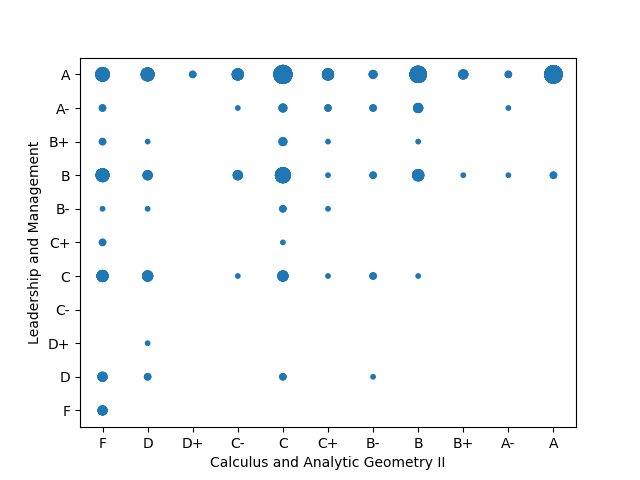 A
A-
B+
B
B-
C+
C
C-
D+
D
F
Leadership and Management
F D D+ C- C C+ B- B B+ A- A
Calculus and Analytic Geometry II